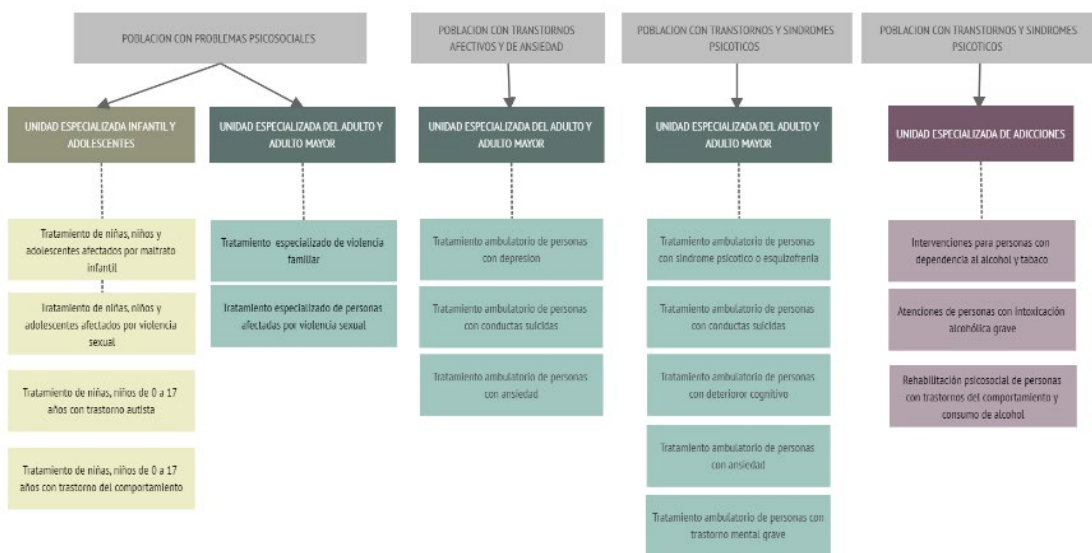 POBLACION CON PROBLEMAS PSICOSOCIALES
UNIDAD ESPECIALIZADA INFANTIL Y
ADOLESCENTES
Tratamiento de niñas, niños y
adolescentes afectados por maltrato
infantil
Tratamiento de niñas, niños y
adolescentes afectados por violencia
sexual
Tratamiento de niñas, niños de 0 a 17
años con trastorno autista
Tratamiento de niñas, niños de 0 a 17
años con trastorno del comportamiento
UNIDAD ESPECIALIZADA DEL ADULTO Y
ADULTO MAYOR
Tratamiento especializado de violencia
familiar
Tratamiento especializado de personas
afectadas por violencia sexual
POBLACION CON TRANSTORNOS
AFECTIVOS Y DE ANSIEDAD
UNIDAD ESPECIALIZADA DEL ADULTO Y
ADULTO MAYOR
Tratamiento ambulatorio de personas
con depresion
Tratamiento ambulatorio de personas
con conductas suicidas
Tratamiento ambulatorio de personas
con ansiedad
POBLACION CON TRANSTORNOS Y SINDROMES
PSICOTICOS
UNIDAD ESPECIALIZADA DEL ADULTO Y
ADULTO MAYOR
Tratamiento ambulatorio de personas
con sindrome psicotico o esquizofrenia
Tratamiento ambulatorio de personas
con conductas suicidas
Tratamiento ambulatorio de personas
con deterioror cognitivo
Tratamiento ambulatorio de personas
con ansiedad
Tratamiento ambulatorio de personas con
trastorno mental grave
POBLACION CON TRANSTORNOS Y SINDROMES
PSICOTICOS
UNIDAD ESPECIALIZADA DE ADICCIONES
Intervenciones para personas con
dependencia al alcohol y tabaco
Atenciones de personas con intoxicación
alcohólica grave
Rehabilitación psicosocial de personas
con trastornos del comportamiento y
consumo de alcohol